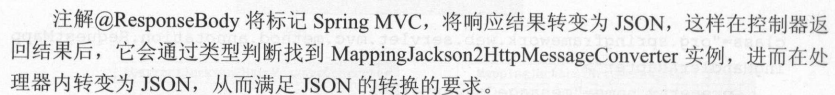 注解@ResponseBody 将标记 Spring MVC，将响应结果转变为 JSON，这样在控制器返
回结果后，它会通过类型判断找到 MappingJackson2HttpMessageConverter 实例，进而在处
理器内转变为 JSON，从而满足 JSON 的转换的要求。